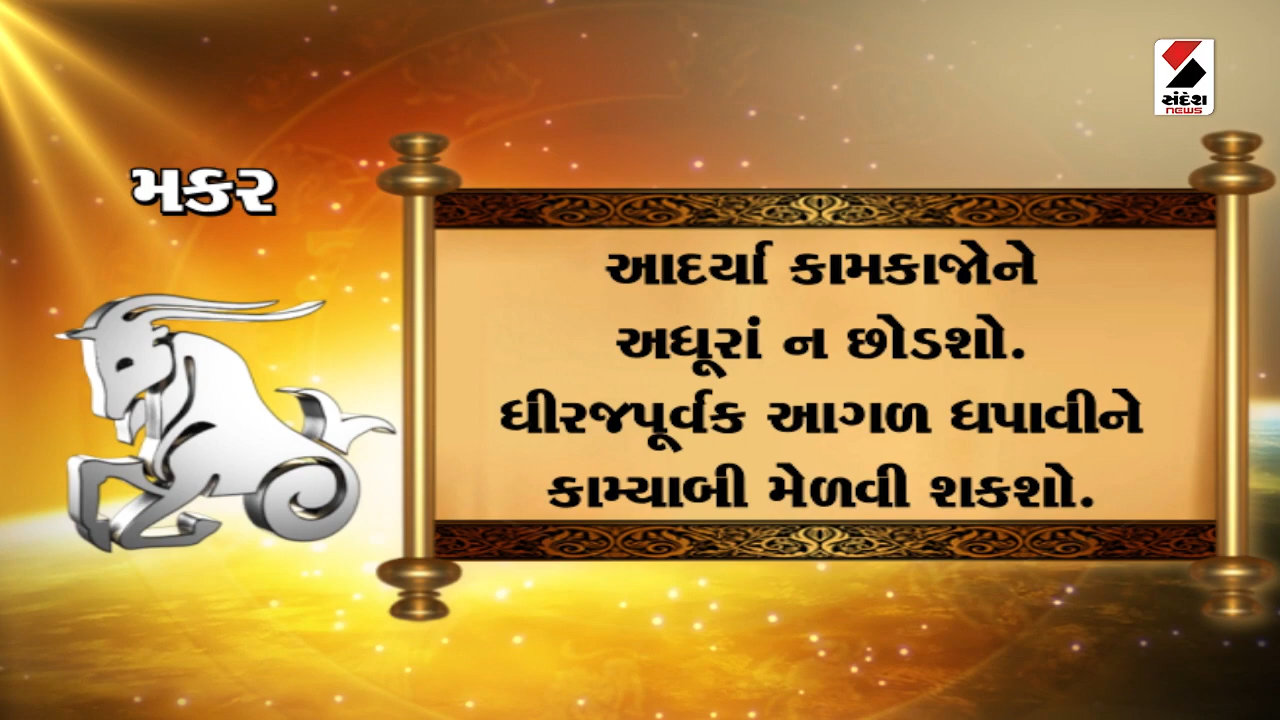 સંદેશ
NEWS
મકર
આદર્યા કામકાજોને
અધૂરાં ન છોડશો.
ધીરજપૂર્વક આગળ ધપાવીને
કામ્યાબી મેળવી શકશો.